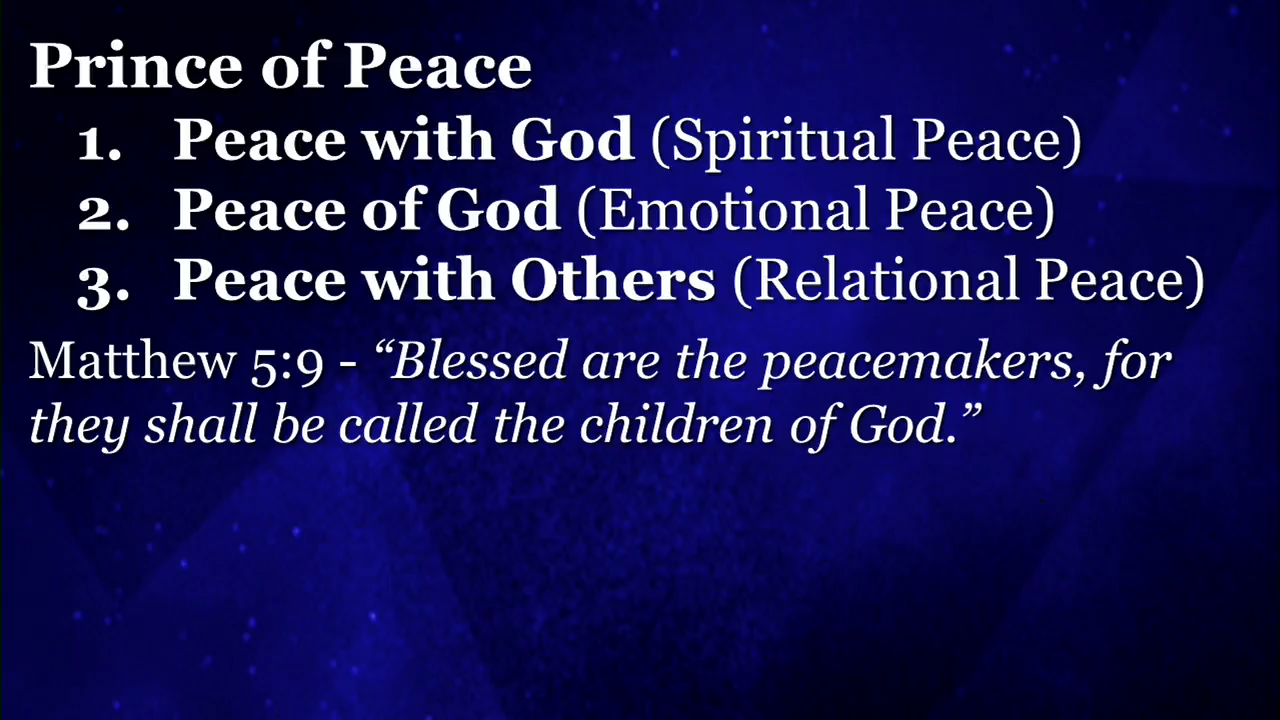 Prince of Peace
1. Peace with God (Spiritual Peace)
2. Peace of God (Emotional Peace)
3. Peace with Others (Relational Peace)
Matthew 5:9 - “Blessed are the peacemakers, for
they shall be called the children of God.”